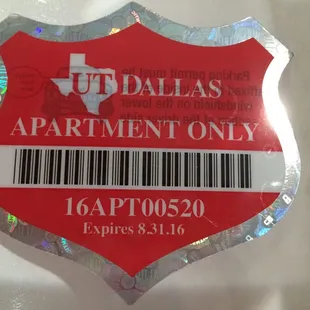 UT DALLAS
APARTMENT ONLY
16APT00520
Expires 8.31.16